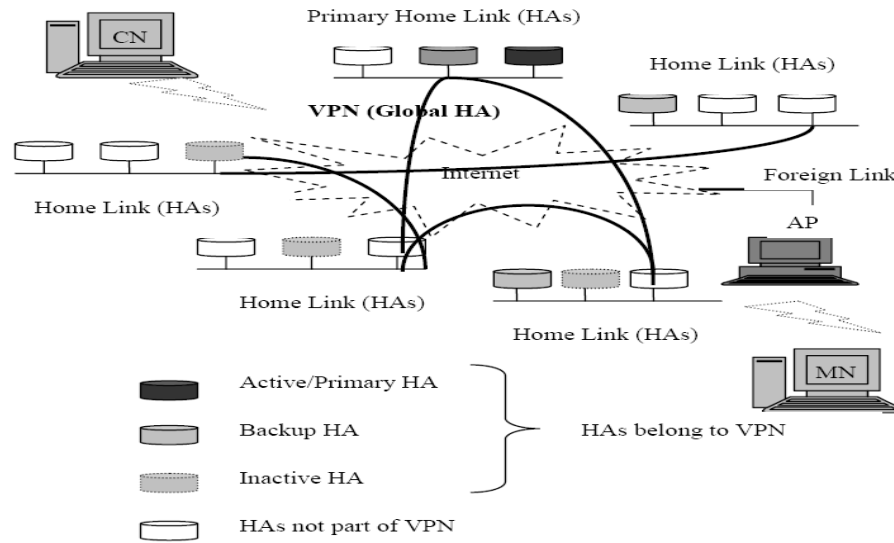 Primary Home Link (HAs)
CN
Home Link (HAs)
VPN (Global HA)
Internet
Foreign Link
Home Link (HAs)
AP
Home Link (HAs)
Home Link (HAs)
MN
Active/Primary HA
Backup HA
HAs belong to VPN
Inactive HA
HAs not part of VPN